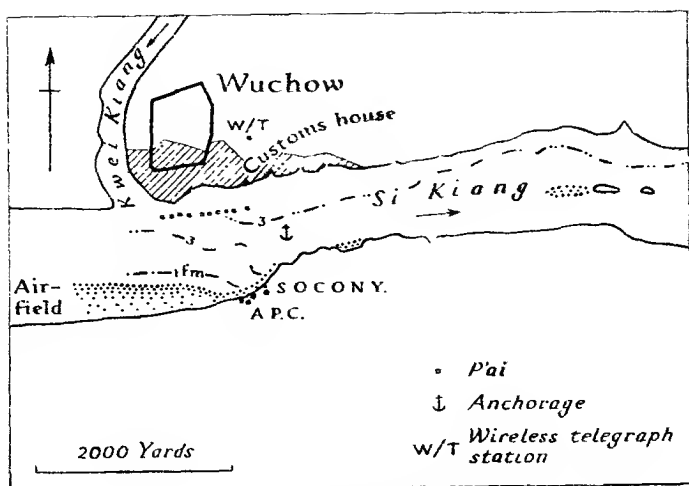 Kwei Kiang
Wuchow
W/T
Customs house
Si Kiang
3
3
1fm
Air-
field
SOCONY.
A.P.C.
P'ai
Anchorage
W/T Wireless telegraph
station
2000 Yards